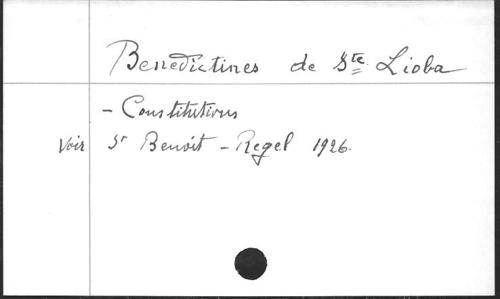 Benedictines de Ste Lioba
- Constitutions
Voir St Benoit - Regel 1926.